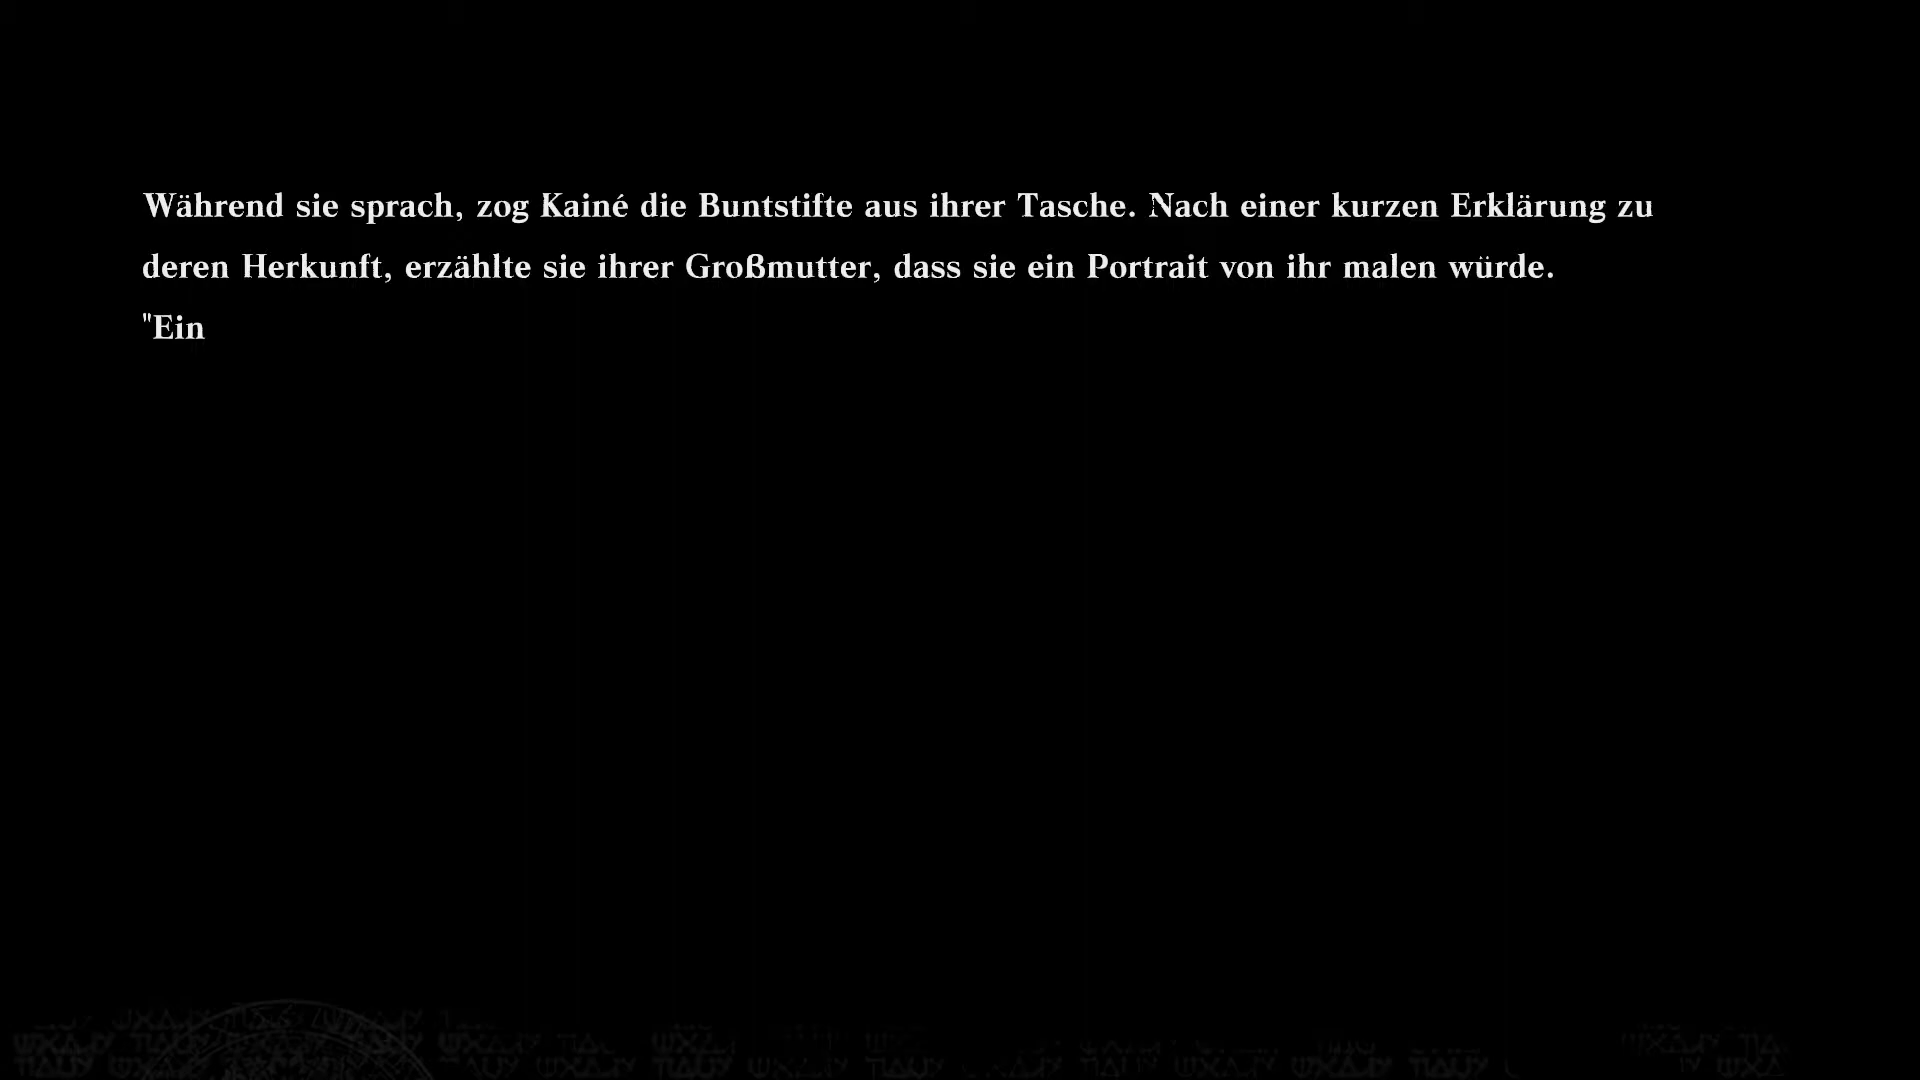 Während sie sprach, zog Kainé die Buntstifte aus ihrer Tasche. Nach einer kurzen Erklärung zu
deren Herkunft, erzählte sie ihrer Großmutter, dass sie ein Portrait von ihr malen würde.
"Ein